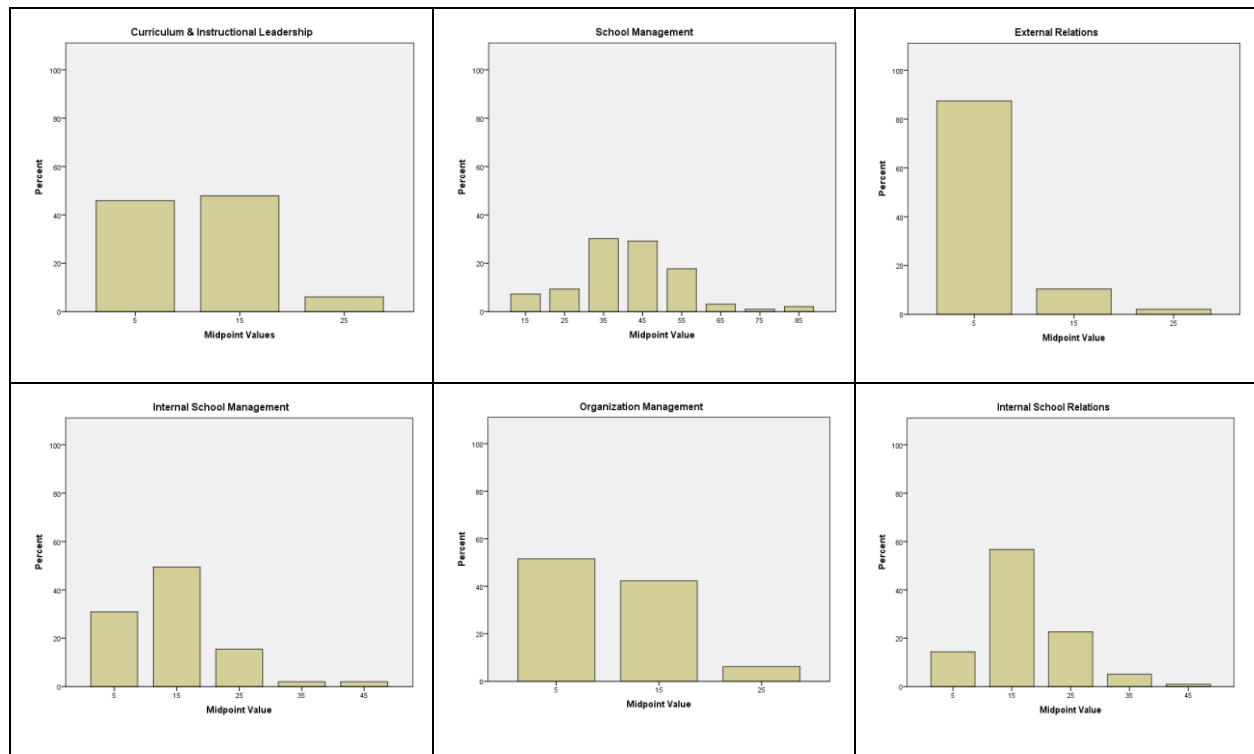 Curriculum & Instructional Leadership
Percent
100
80
60
40
20
0
5 15 25
Midpoint Values
School Management
Percent
100
80
60
40
20
0
15 25 35 45 55 65 75 85
Midpoint Value
External Relations
Percent
100
80
60
40
20
0
5 15 25
Midpoint Value
Internal School Management
Percent
100
80
60
40
20
0
5 15 25 35 45
Midpoint Value
Organization Management
Percent
100
80
60
40
20
0
5 15 25
Midpoint Value
Internal School Relations
Percent
100
80
60
40
20
0
5 15 25 35 45
Midpoint Value